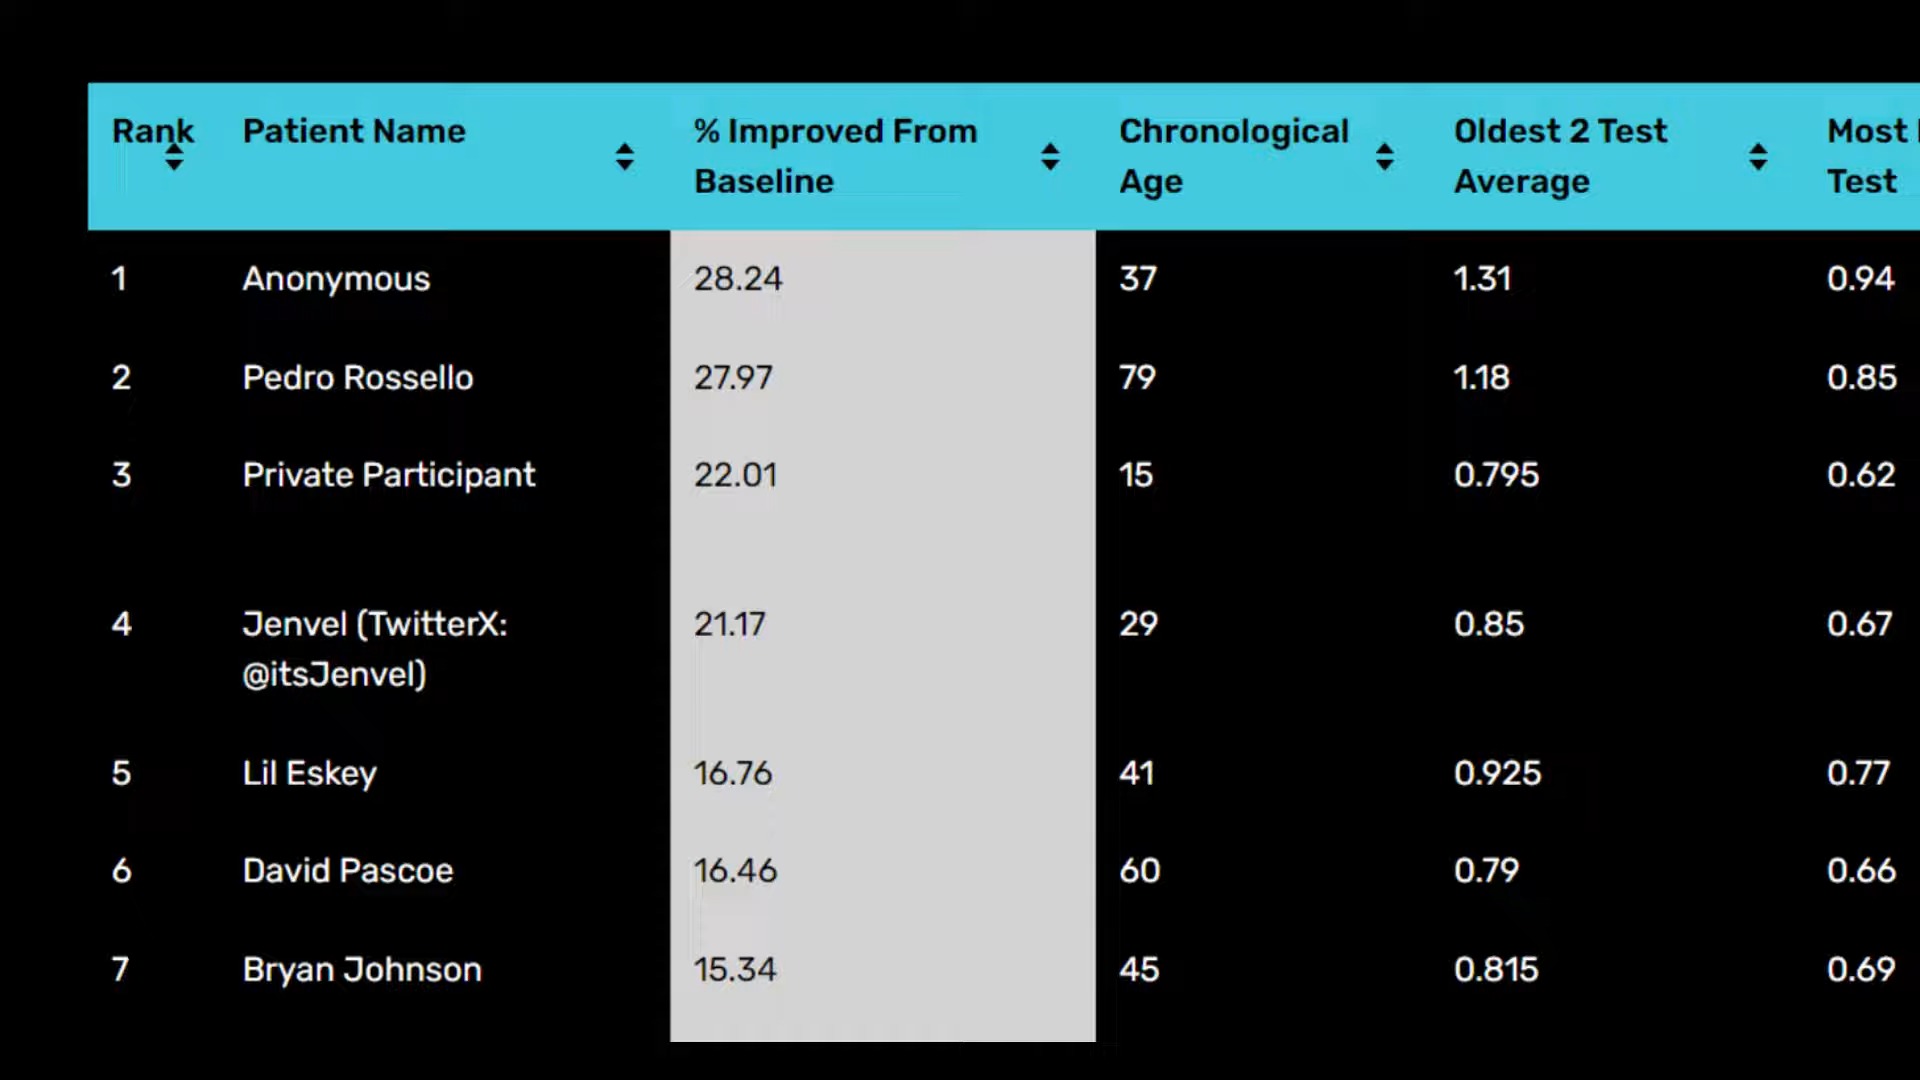 Rank Patient Name % Improved From Baseline Chronological Age Oldest 2 Test Average Most Test
1 Anonymous 28.24 37 1.31 0.94
2 Pedro Rossello 27.97 79 1.18 0.85
3 Private Participant 22.01 15 0.795 0.62
4 Jenvel (TwitterX: @itsJenvel) 21.17 29 0.85 0.67
5 Lil Eskey 16.76 41 0.925 0.77
6 David Pascoe 16.46 60 0.79 0.66
7 Bryan Johnson 15.34 45 0.815 0.69